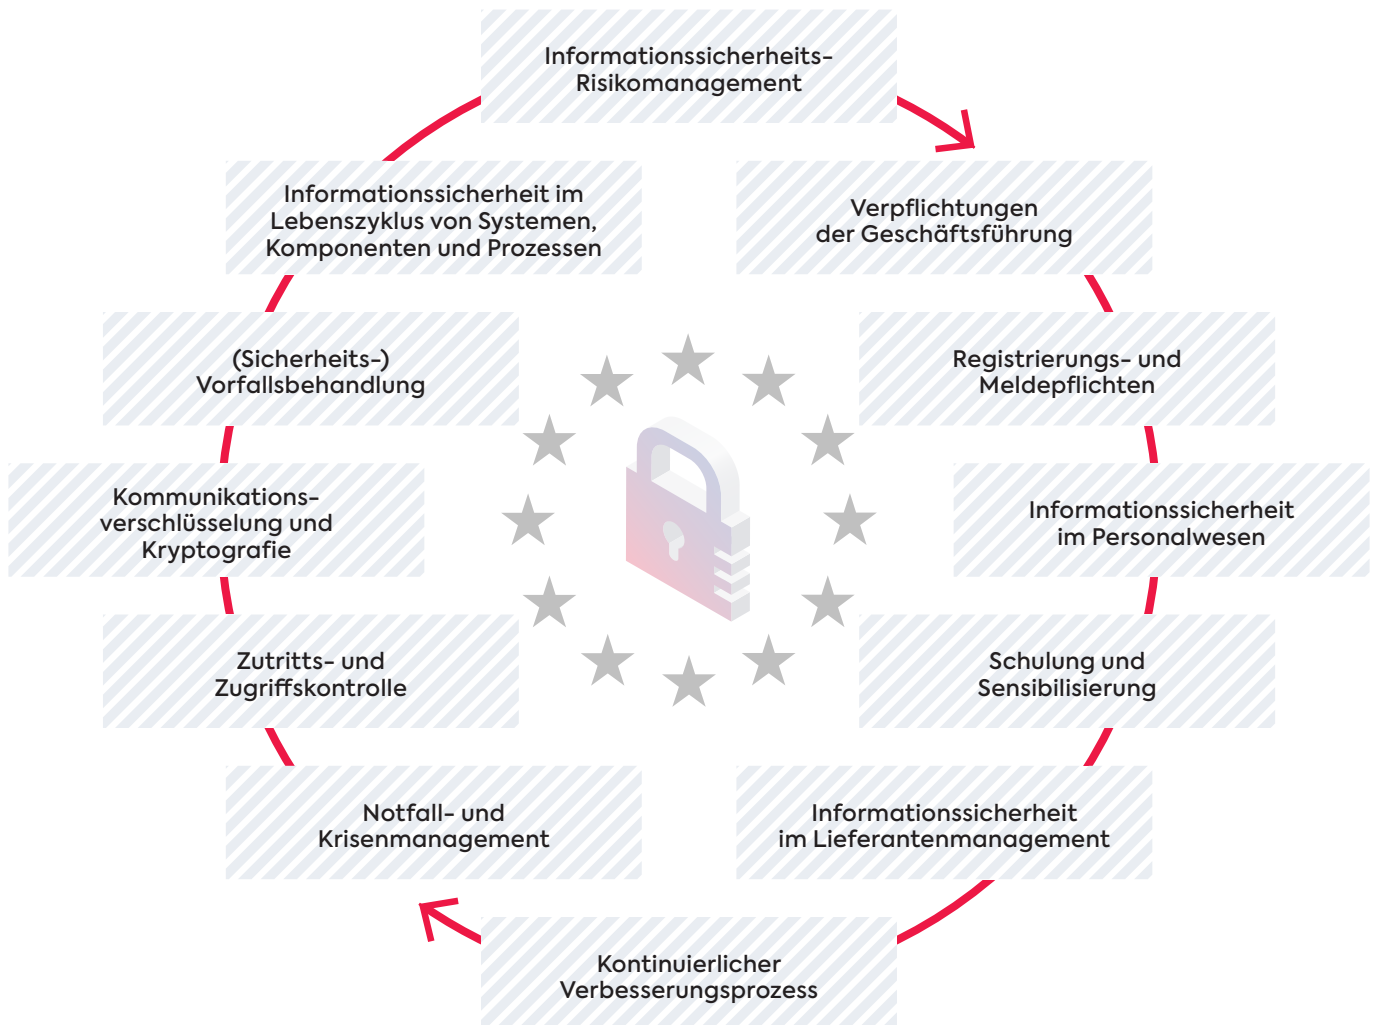 Informationssicherheits-
Risikomanagement
Informationssicherheit im
Lebenszyklus von Systemen,
Komponenten und Prozessen
Verpflichtungen
der Geschäftsführung
(Sicherheits-)
Vorfallsbehandlung
Registrierungs- und
Meldepflichten
Kommunikations-
verschlüsselung und
Kryptografie
Informationssicherheit
im Personalwesen
Zutritts- und
Zugriffskontrolle
Schulung und
Sensibilisierung
Notfall- und
Krisenmanagement
Informationssicherheit
im Lieferantenmanagement
Kontinuierlicher
Verbesserungsprozess